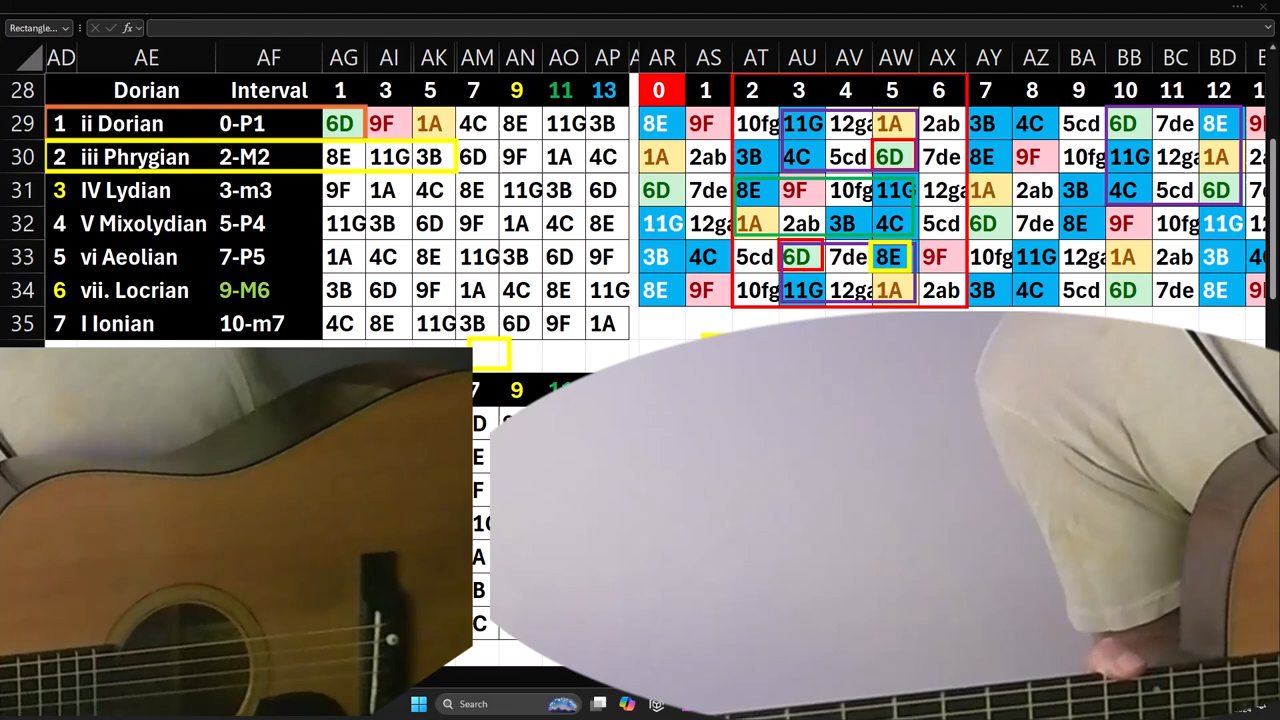 Rectangle...
fx
AD AE AF AG AI AK AM AN AO AP AR AS AT AU AV AW AX AY AZ BA BB BC BD
28 Dorian Interval 1 3 5 7 9 11 13 0 1 2 3 4 5 6 7 8 9 10 11 12
29 1 ii Dorian 0-P1 6D 9F 1A 4C 8E 11G 3B 8E 9F 10fg 11G 12ga 1A 2ab 3B 4C 5cd 6D 7de 8E
30 2 iii Phrygian 2-M2 8E 11G 3B 6D 9F 1A 4C 1A 2ab 3B 4C 5cd 6D 7de 8E 9F 10fg 11G 12ga 1A
31 3 IV Lydian 3-m3 9F 1A 4C 8E 11G 3B 6D 6D 7de 8E 9F 10fg 11G 12ga 1A 2ab 3B 4C 5cd 6D
32 4 V Mixolydian 5-P4 11G 3B 6D 9F 1A 4C 8E 11G 12ga 1A 2ab 3B 4C 5cd 6D 7de 8E 9F 10fg 11G
33 5 vi Aeolian 7-P5 1A 4C 8E 11G 3B 6D 9F 3B 4C 5cd 6D 7de 8E 9F 10fg 11G 12ga 1A 2ab 3B
34 6 vii. Locrian 9-M6 3B 6D 9F 1A 4C 8E 11G 8E 9F 10fg 11G 12ga 1A 2ab 3B 4C 5cd 6D 7de 8E
35 7 I Ionian 10-m7 4C 8E 11G 3B 6D 9F 1A
7 9
D
E
F
A
B
C
Search